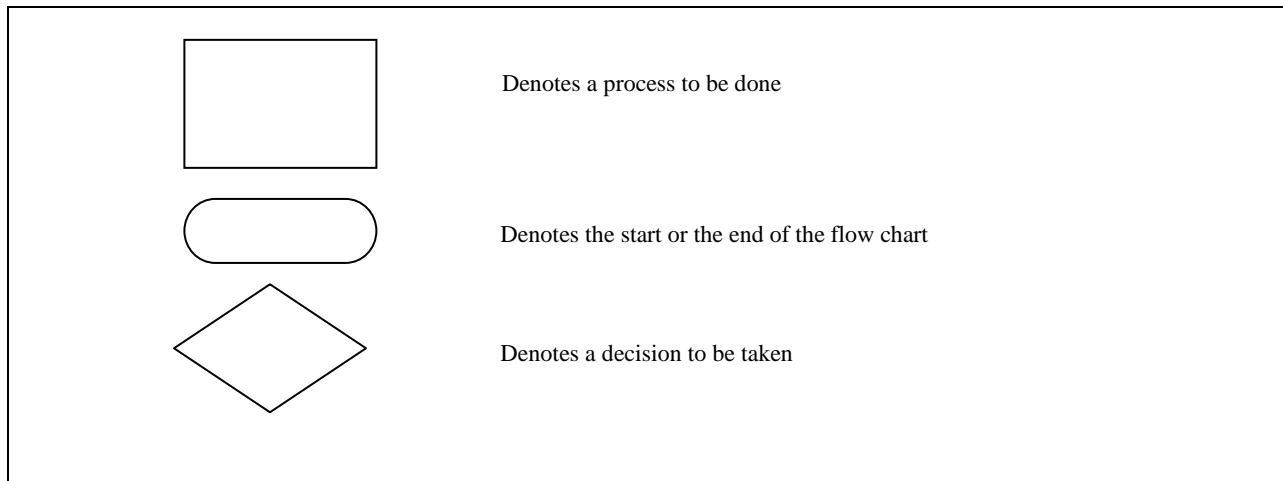 Denotes a process to be done
Denotes the start or the end of the flow chart
Denotes a decision to be taken